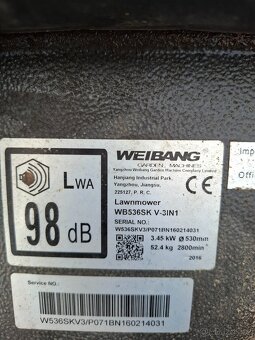 LWA
98 dB
WEIBANG
GARDEN MACHINES
Yangzhou Weibang Garden Machine Company Limited
Hanjiang Industrial Park,
Yangzhou, Jiangsu,
225127, P. R. C.
CE
Lawnmower
WB536SK V-3IN1
SERIAL NO.:
W536SKV3/P071BN160214031
3.45 kW Ø 530mm
52.4 kg 2800min⁻¹
2016
Service NO.:
W536SKV3/P071BN160214031
Offi